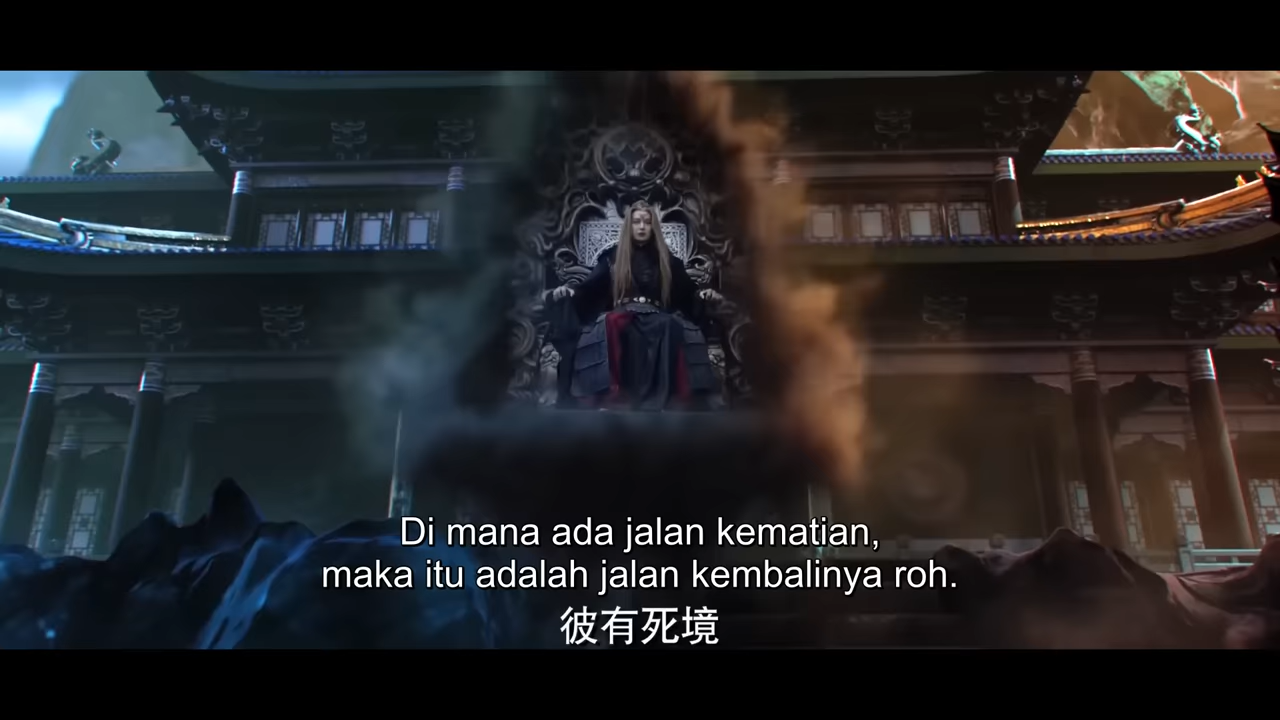 Di mana ada jalan kematian,
maka itu adalah jalan kembalinya roh.
彼有死境